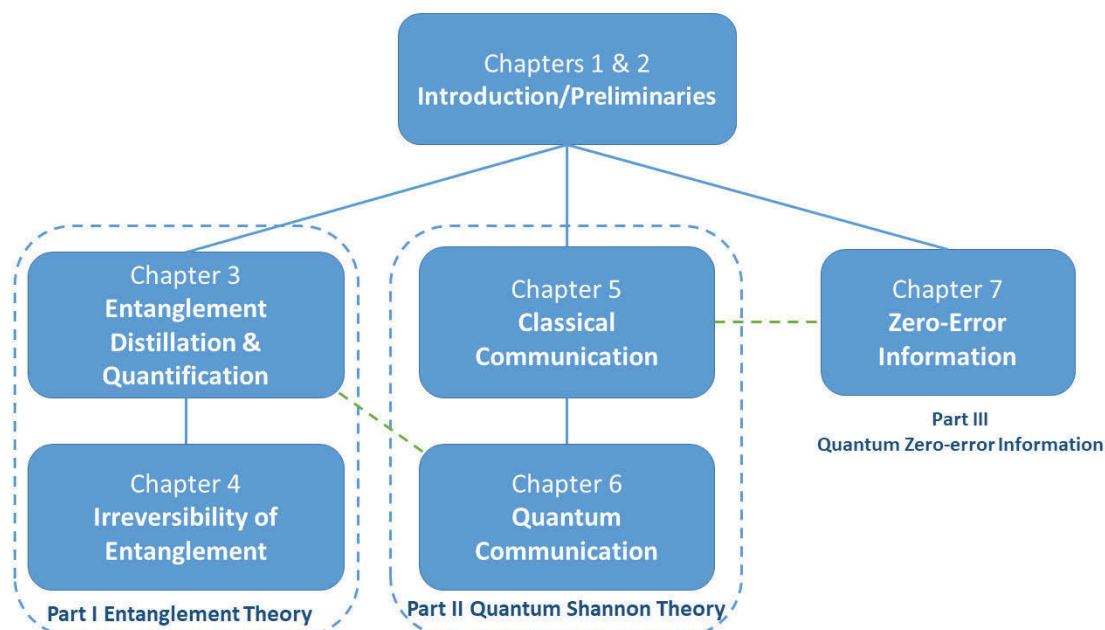 Chapters 1 & 2
Introduction/Preliminaries
Chapter 3
Entanglement
Distillation &
Quantification
Chapter 4
Irreversibility of
Entanglement
Part I Entanglement Theory
Chapter 5
Classical
Communication
Chapter 6
Quantum
Communication
Part II Quantum Shannon Theory
Chapter 7
Zero-Error
Information
Part III
Quantum Zero-error Information